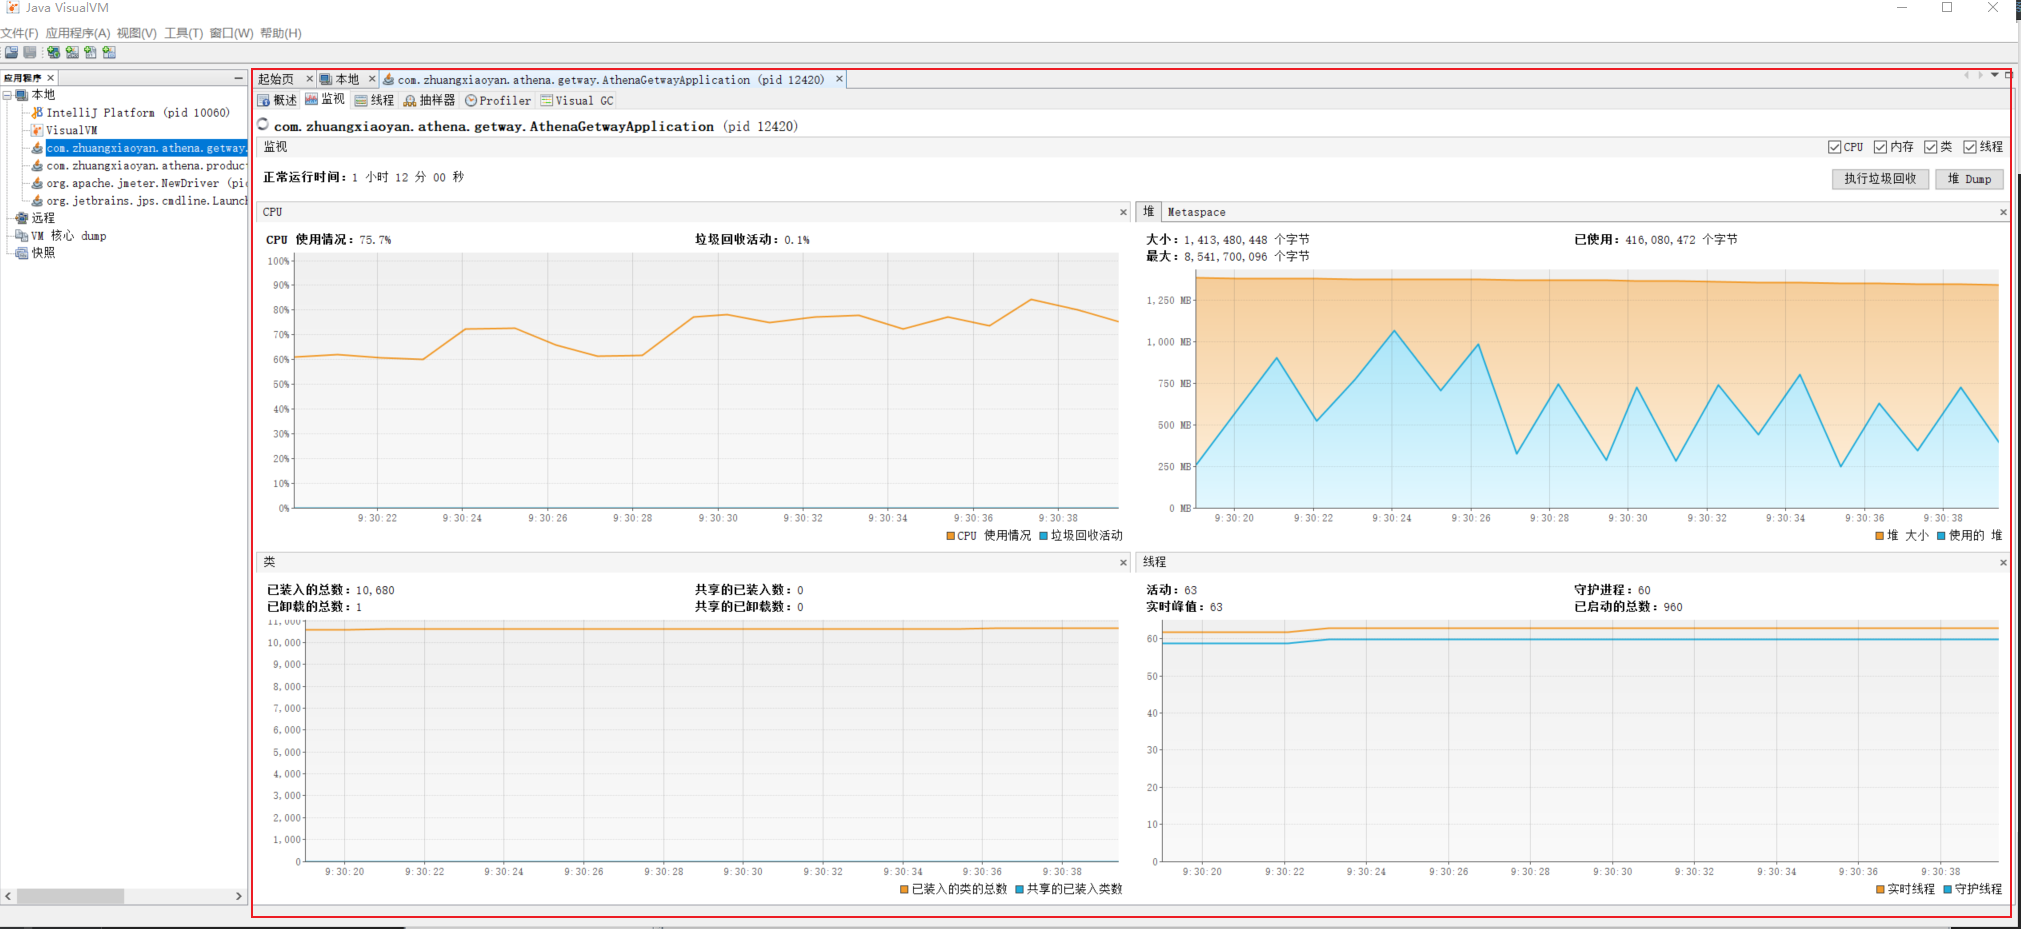 Java VisualVM
文件(F) 应用程序(A) 视图(V) 工具(T) 窗口(W) 帮助(H)
应用程序
本地
IntelliJ Platform (pid 10060)
VisualVM
com.zhuangxiaoyan.athena.getway.
com.zhuangxiaoyan.athena.produc
org.apache.jmeter.NewDriver (pi
org.jetbrains.jps.cmdline.Launc
远程
VM 核心 dump
快照
起始页 本地 com.zhuangxiaoyan.athena.getway.AthenaGetwayApplication (pid 12420)
概述 监视 线程 抽样器 Profiler Visual GC
com.zhuangxiaoyan.athena.getway.AthenaGetwayApplication (pid 12420)
监视 CPU 内存 类 线程
正常运行时间: 1 小时 12 分 00 秒 执行垃圾回收 堆 Dump
CPU
CPU 使用情况: 75.7% 垃圾回收活动: 0.1%
100%
90%
80%
70%
60%
50%
40%
30%
20%
10%
0%
9:30:22 9:30:24 9:30:26 9:30:28 9:30:30 9:30:32 9:30:34 9:30:36 9:30:38
CPU 使用情况 垃圾回收活动
堆 Metaspace
大小: 1,413,480,448 个字节 已使用: 416,080,472 个字节
最大: 8,541,700,096 个字节
1,250 MB
1,000 MB
750 MB
500 MB
250 MB
0 MB
9:30:20 9:30:22 9:30:24 9:30:26 9:30:28 9:30:30 9:30:32 9:30:34 9:30:36 9:30:38
堆 大小 使用的 堆
类
已装入的总数: 10,680 共享的已装入数: 0
已卸载的总数: 1 共享的已卸载数: 0
11,000
10,000
9,000
8,000
7,000
6,000
5,000
4,000
3,000
2,000
1,000
0
9:30:20 9:30:22 9:30:24 9:30:26 9:30:28 9:30:30 9:30:32 9:30:34 9:30:36 9:30:38
已装入的类的总数 共享的已装入类数
线程
活动: 63 守护进程: 60
实时峰值: 63 已启动的总数: 960
60
50
40
30
20
10
0
9:30:20 9:30:22 9:30:24 9:30:26 9:30:28 9:30:30 9:30:32 9:30:34 9:30:36 9:30:38
实时线程 守护线程